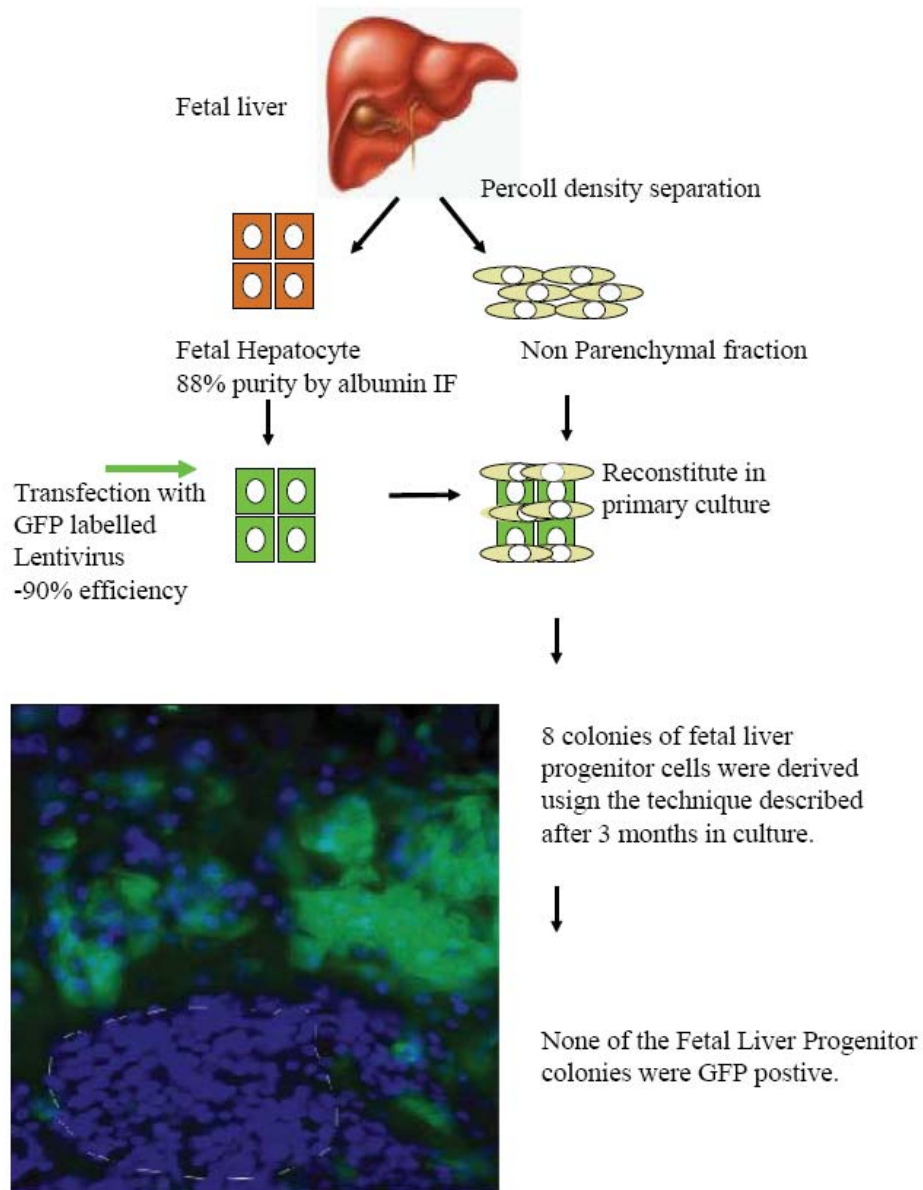 Fetal liver
Percoll density separation
Fetal Hepatocyte
88% purity by albumin IF
Non Parenchymal fraction
Transfection with
GFP labelled
Lentivirus
-90% efficiency
Reconstitute in
primary culture
8 colonies of fetal liver
progenitor cells were derived
usign the technique described
after 3 months in culture.
None of the Fetal Liver Progenitor
colonies were GFP postive.